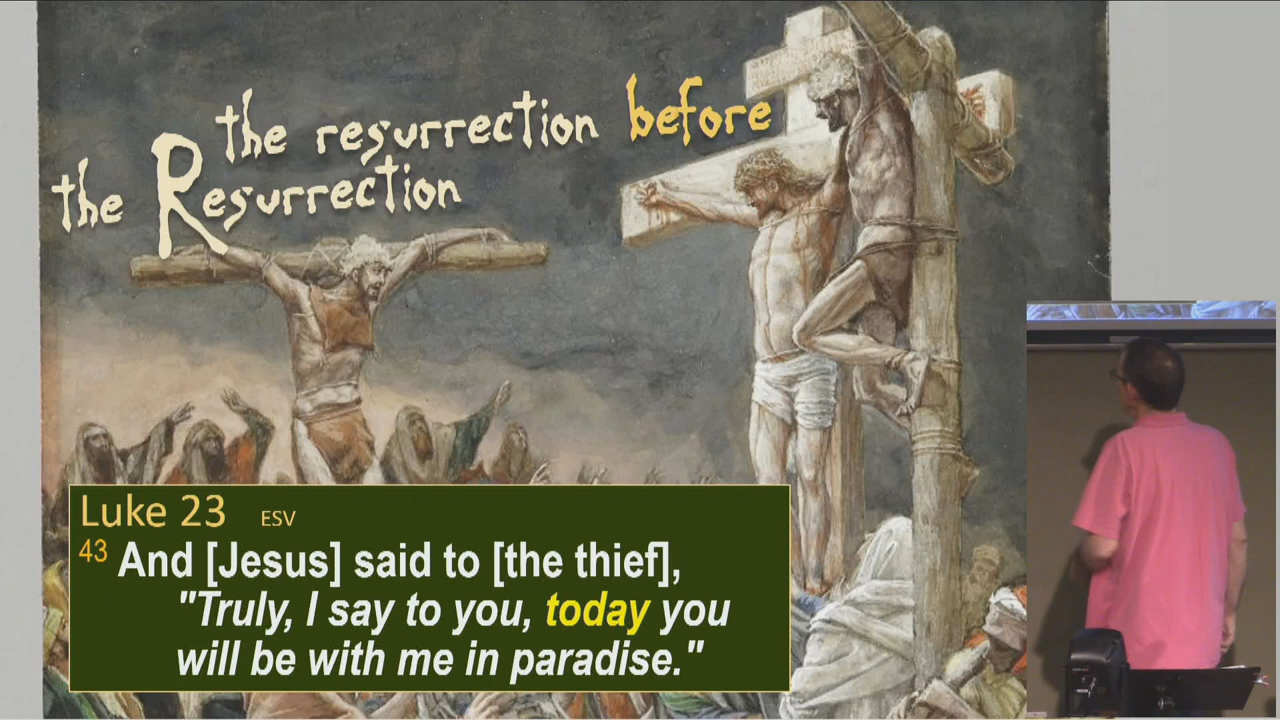 the resurrection before
the Resurrection
Luke 23 ESV
43 And [Jesus] said to [the thief],
"Truly, I say to you, today you
will be with me in paradise."